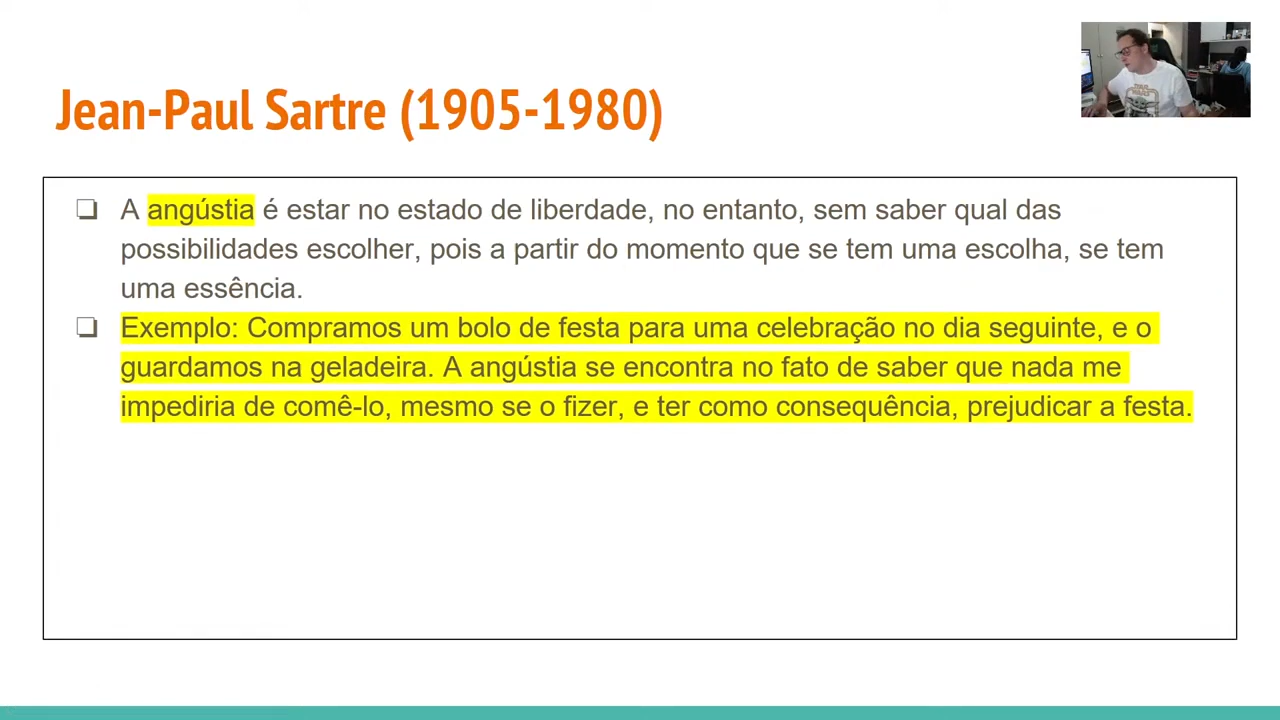 Jean-Paul Sartre (1905-1980)
A angústia é estar no estado de liberdade, no entanto, sem saber qual das
possibilidades escolher, pois a partir do momento que se tem uma escolha, se tem
uma essência.
Exemplo: Compramos um bolo de festa para uma celebração no dia seguinte, e o
guardamos na geladeira. A angústia se encontra no fato de saber que nada me
impediria de comê-lo, mesmo se o fizer, e ter como consequência, prejudicar a festa.